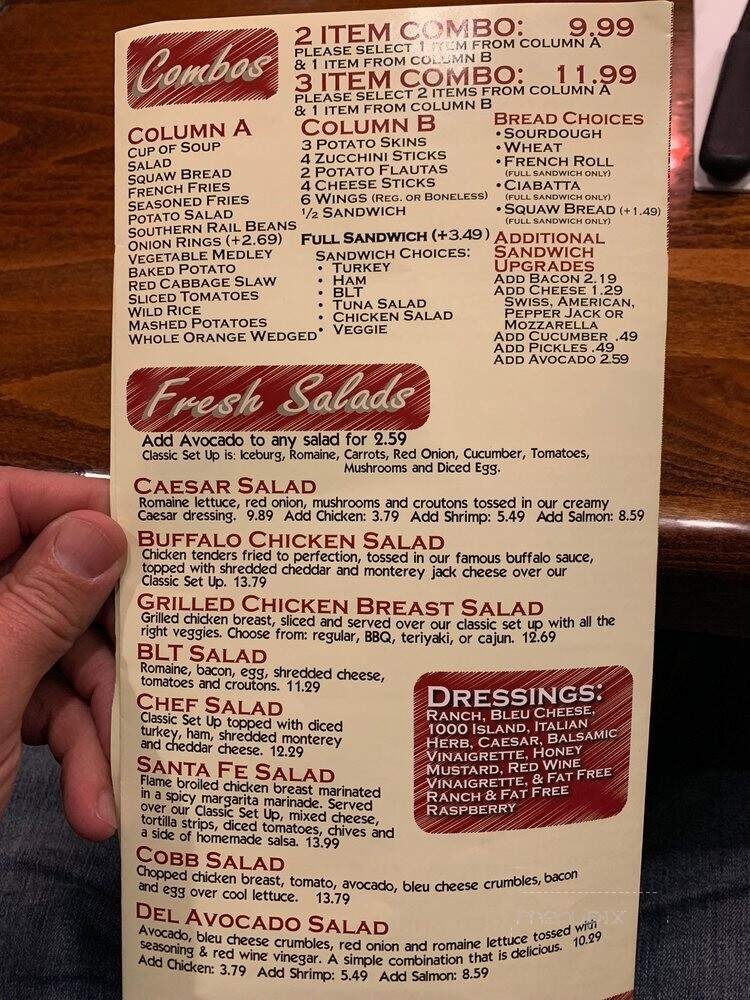 Combos
2 ITEM COMBO: 9.99
PLEASE SELECT 1 ITEM FROM COLUMN A
& 1 ITEM FROM COLUMN B
3 ITEM COMBO: 11.99
PLEASE SELECT 2 ITEMS FROM COLUMN A
& 1 ITEM FROM COLUMN B
COLUMN A
CUP OF SOUP
SALAD
SQUAW BREAD
FRENCH FRIES
SEASONED FRIES
POTATO SALAD
SOUTHERN RAIL BEANS
ONION RINGS (+2.69)
VEGETABLE MEDLEY
BAKED POTATO
RED CABBAGE SLAW
SLICED TOMATOES
WILD RICE
MASHED POTATOES
WHOLE ORANGE WEDGED
COLUMN B
3 POTATO SKINS
4 ZUCCHINI STICKS
2 POTATO FLAUTAS
4 CHEESE STICKS
6 WINGS (REG. OR BONELESS)
½ SANDWICH
FULL SANDWICH (+3.49)
SANDWICH CHOICES:
• TURKEY
• HAM
• BLT
• TUNA SALAD
• CHICKEN SALAD
• VEGGIE
BREAD CHOICES
• SOURDOUGH
• WHEAT
• FRENCH ROLL
(FULL SANDWICH ONLY)
• CIABATTA
(FULL SANDWICH ONLY)
• SQUAW BREAD (+1.49)
(FULL SANDWICH ONLY)
ADDITIONAL
SANDWICH
UPGRADES
ADD BACON 2.19
ADD CHEESE 1.29
SWISS, AMERICAN,
PEPPER JACK OR
MOZZARELLA
ADD CUCUMBER .49
ADD PICKLES .49
ADD AVOCADO 2.59
Fresh Salads
Add Avocado to any salad for 2.59
Classic Set Up is: Iceburg, Romaine, Carrots, Red Onion, Cucumber, Tomatoes,
Mushrooms and Diced Egg.
CAESAR SALAD
Romaine lettuce, red onion, mushrooms and croutons tossed in our creamy
Caesar dressing. 9.89 Add Chicken: 3.79 Add Shrimp: 5.49 Add Salmon: 8.59
BUFFALO CHICKEN SALAD
Chicken tenders fried to perfection, tossed in our famous buffalo sauce,
topped with shredded cheddar and monterey jack cheese over our
Classic Set Up. 13.79
GRILLED CHICKEN BREAST SALAD
Grilled chicken breast, sliced and served over our classic set up with all the
right veggies. Choose from: regular, BBQ, teriyaki, or cajun. 12.69
BLT SALAD
Romaine, bacon, egg, shredded cheese,
tomatoes and croutons. 11.29
CHEF SALAD
Classic Set Up topped with diced
turkey, ham, shredded monterey
and cheddar cheese. 12.29
SANTA FE SALAD
Flame broiled chicken breast marinated
in a spicy margarita marinade. Served
over our Classic Set Up, mixed cheese,
tortilla strips, diced tomatoes, chives and
a side of homemade salsa. 13.99
DRESSINGS:
RANCH, BLEU CHEESE,
1000 ISLAND, ITALIAN
HERB, CAESAR, BALSAMIC
VINAIGRETTE, HONEY
MUSTARD, RED WINE
VINAIGRETTE, & FAT FREE
RANCH & FAT FREE
RASPBERRY
COBB SALAD
Chopped chicken breast, tomato, avocado, bleu cheese crumbles, bacon
and egg over cool lettuce. 13.79
DEL AVOCADO SALAD
Avocado, bleu cheese crumbles, red onion and romaine lettuce tossed with
seasoning & red wine vinegar. A simple combination that is delicious. 10.29
Add Chicken: 3.79 Add Shrimp: 5.49 Add Salmon: 8.59